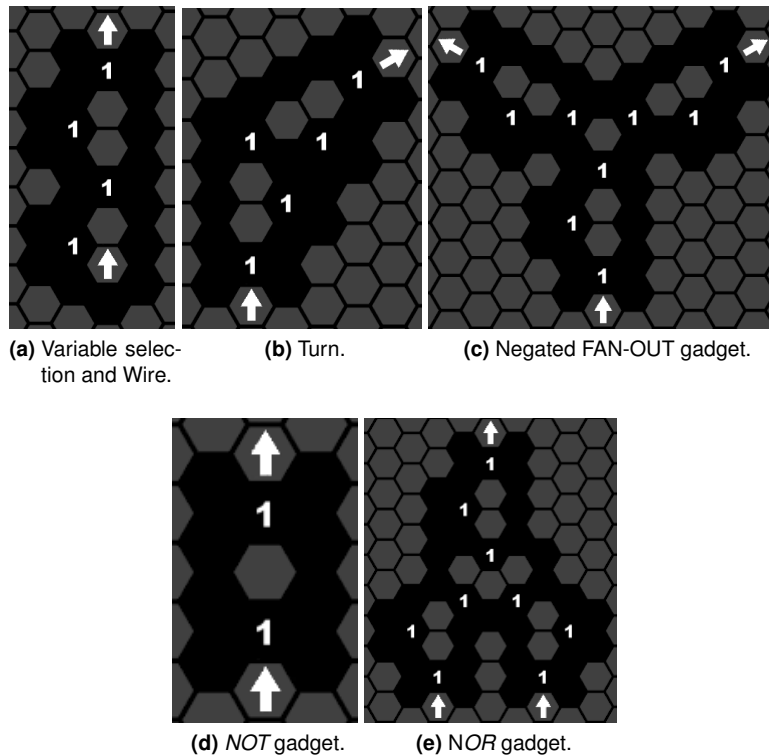 1
1
1
1
(a) Variable selec-
tion and Wire.
1
1 1
1
1
(b) Turn.
1 1
1 1 1 1
1
1
1
(c) Negated FAN-OUT gadget.
1
1
(d) NOT gadget.
1
1
1
1 1
1 1
1 1
(e) NOR gadget.